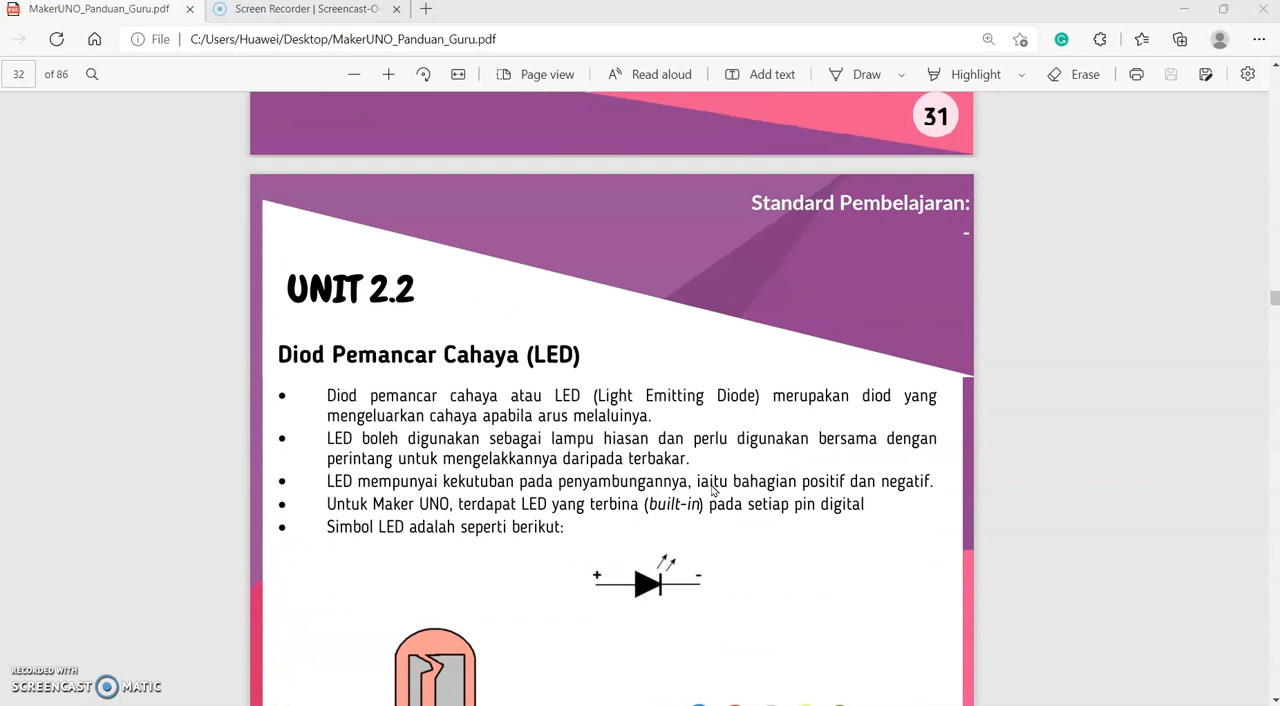 MakerUNO_Panduan_Guru.pdf
Screen Recorder | Screencast-O-
File
C:/Users/Huawei/Desktop/MakerUNO_Panduan_Guru.pdf
32 of 86
Page view
Read aloud
Add text
Draw
Highlight
Erase
31
Standard Pembelajaran:
-
UNIT 2.2
Diod Pemancar Cahaya (LED)
• Diod pemancar cahaya atau LED (Light Emitting Diode) merupakan diod yang
mengeluarkan cahaya apabila arus melaluinya.
• LED boleh digunakan sebagai lampu hiasan dan perlu digunakan bersama dengan
perintang untuk mengelakkannya daripada terbakar.
• LED mempunyai kekutuban pada penyambungannya, iaitu bahagian positif dan negatif.
• Untuk Maker UNO, terdapat LED yang terbina (built-in) pada setiap pin digital
• Simbol LED adalah seperti berikut:
+ -
RECORDED WITH
SCREENCAST MATIC